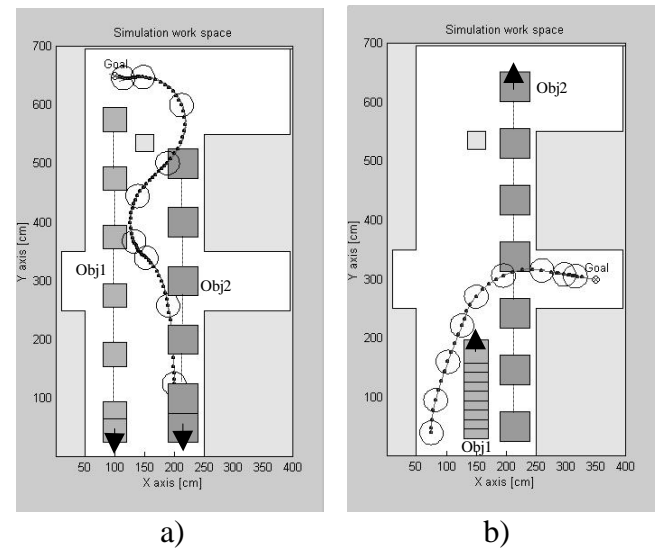 Simulation work space
700
600
500
400
300
200
100
Y axis [cm]
Goal
Obj1
Obj2
50 100 150 200 250 300 350 400
X axis [cm]
a)
Simulation work space
700
600
500
400
300
200
100
Y axis [cm]
Obj2
Goal
Obj1
50 100 150 200 250 300 350 400
X axis [cm]
b)